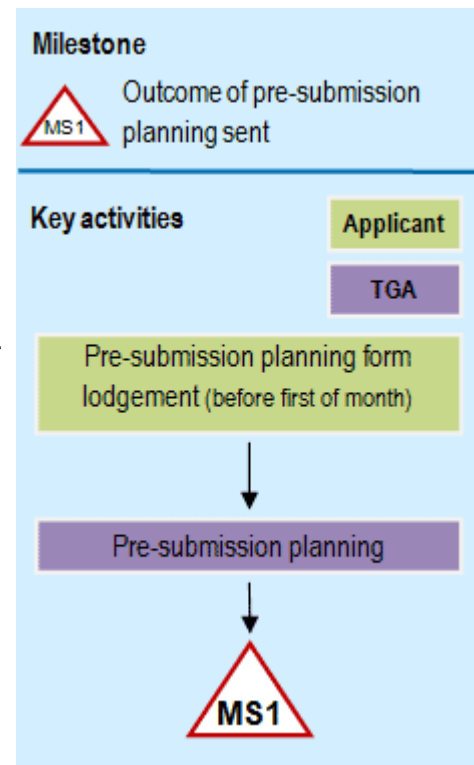 Milestone
MS1
Outcome of pre-submission
planning sent
Key activities
Applicant
TGA
Pre-submission planning form
lodgement (before first of month)
Pre-submission planning
MS1